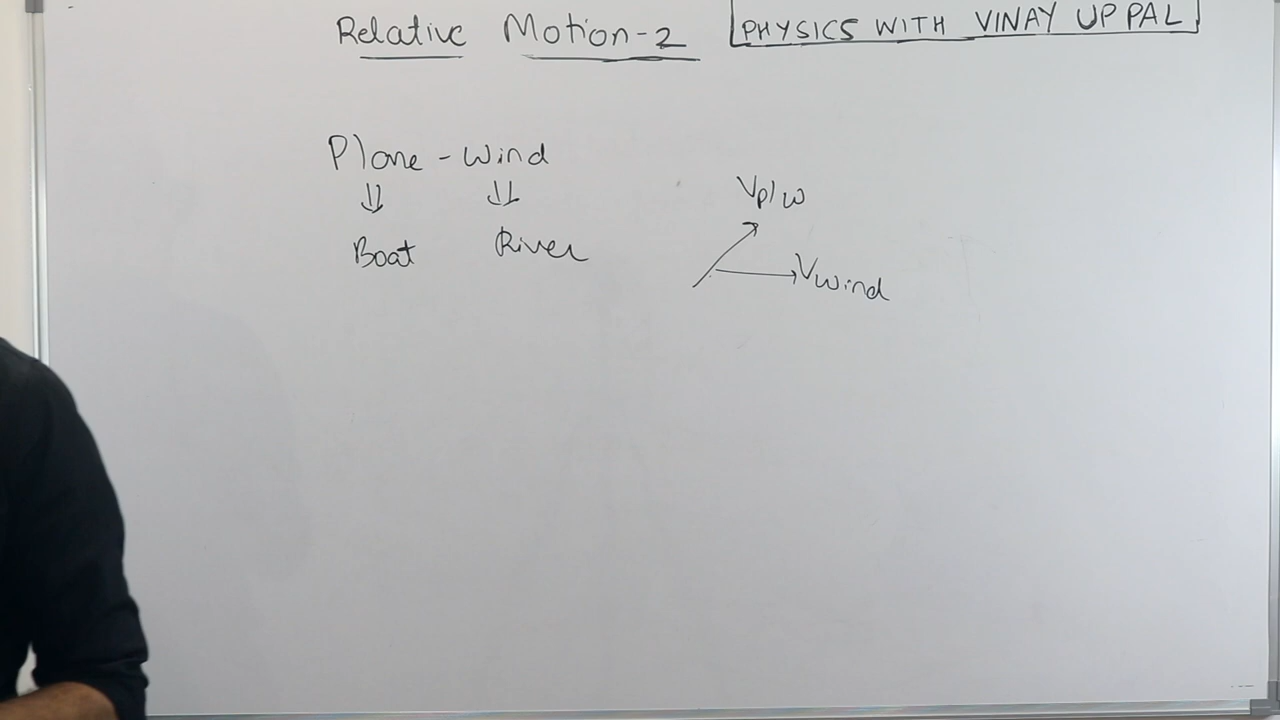 Relative Motion-2
PHYSICS WITH VINAY UPPAL
Plane - Wind
⇓ ⇓
Boat River
Vp/w
Vwind